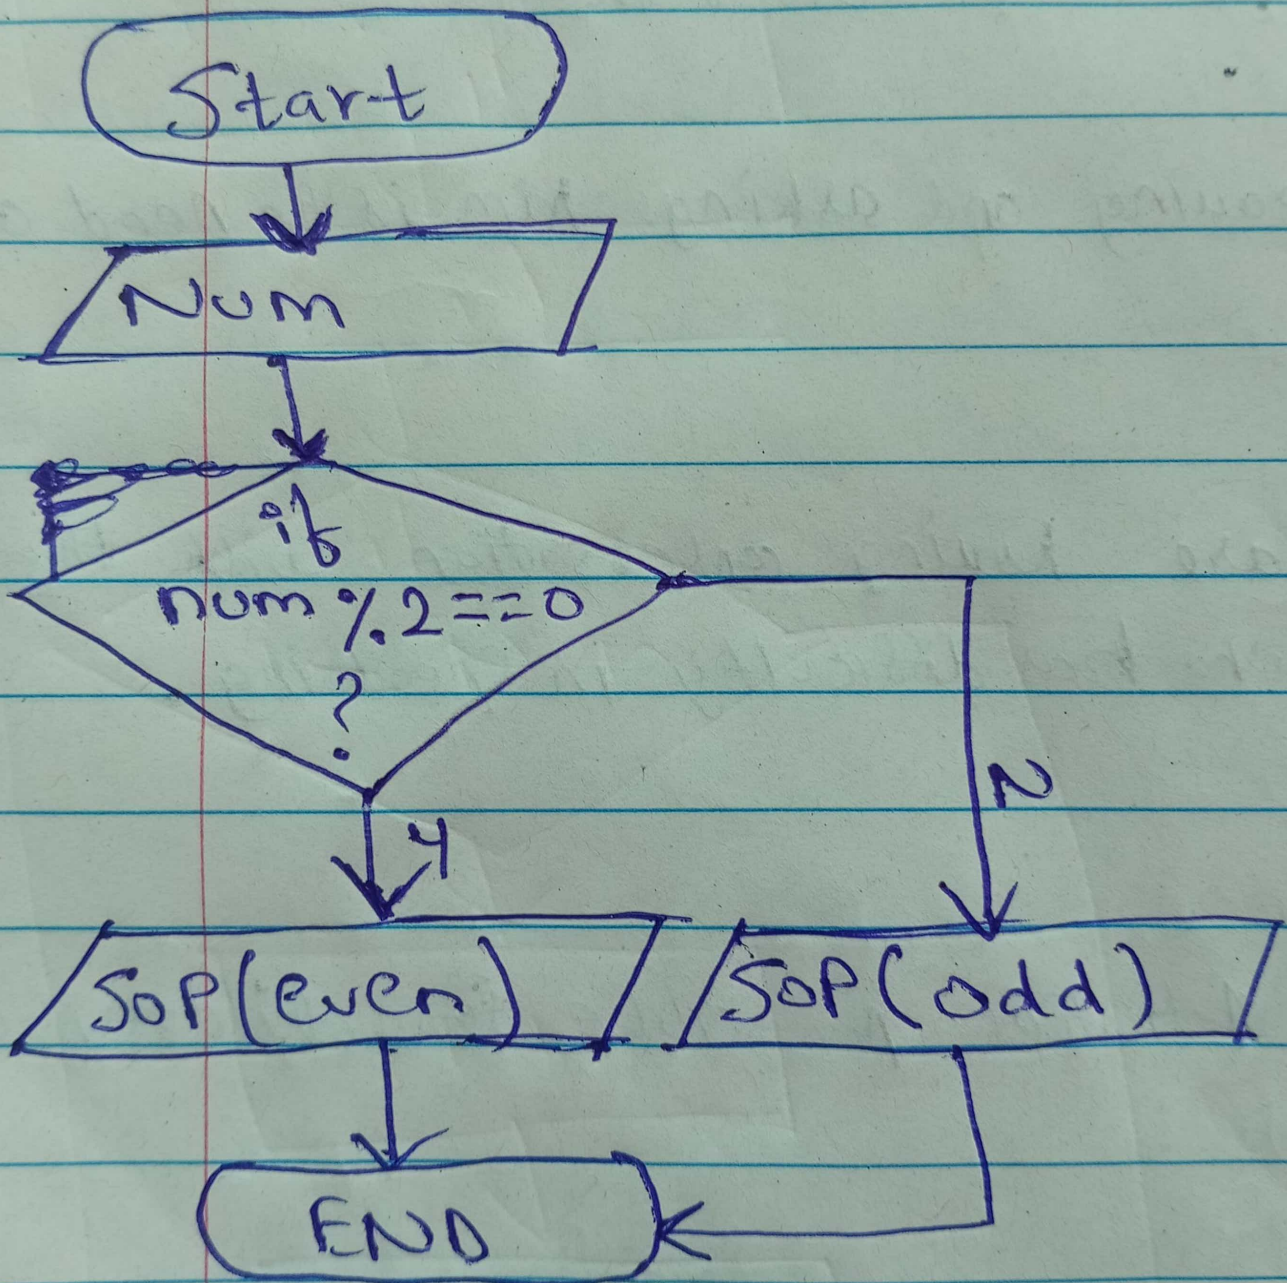 Start
Num
if
num % 2 == 0
?
Y
N
SOP(even)
SOP(odd)
END